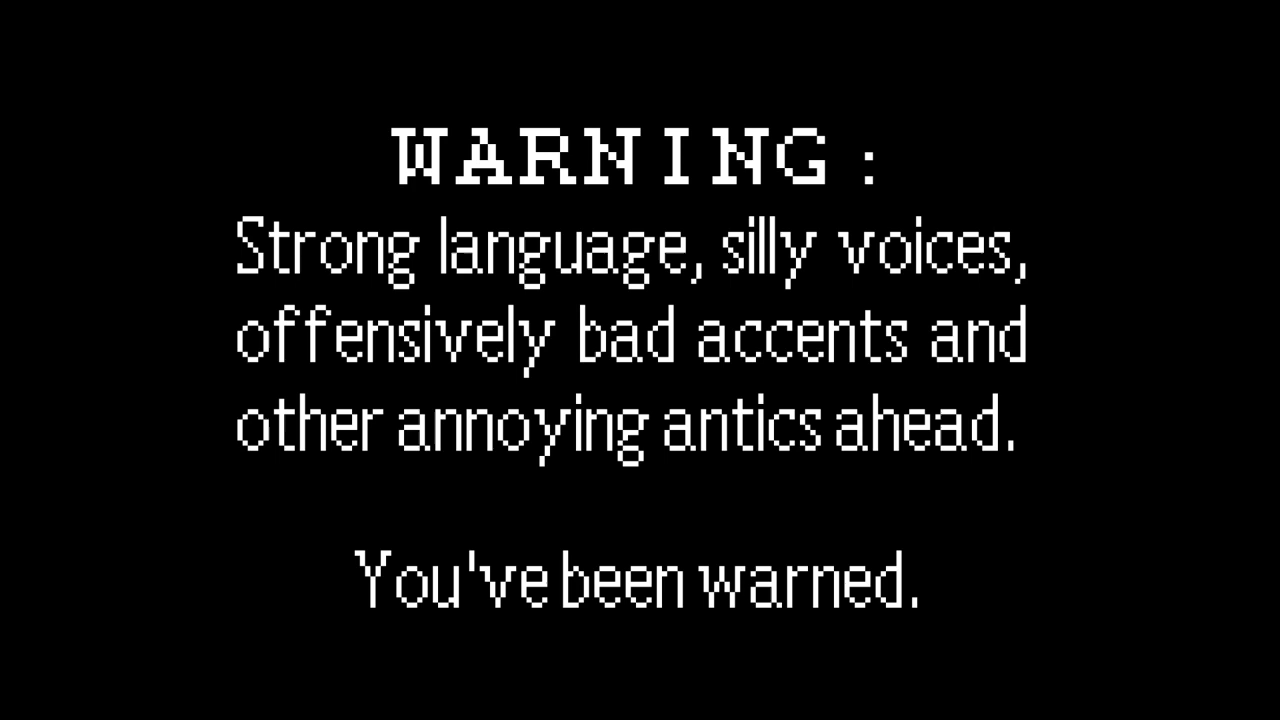 WARNING:
Strong language, silly voices,
offensively bad accents and
other annoying antics ahead.
You've been warned.